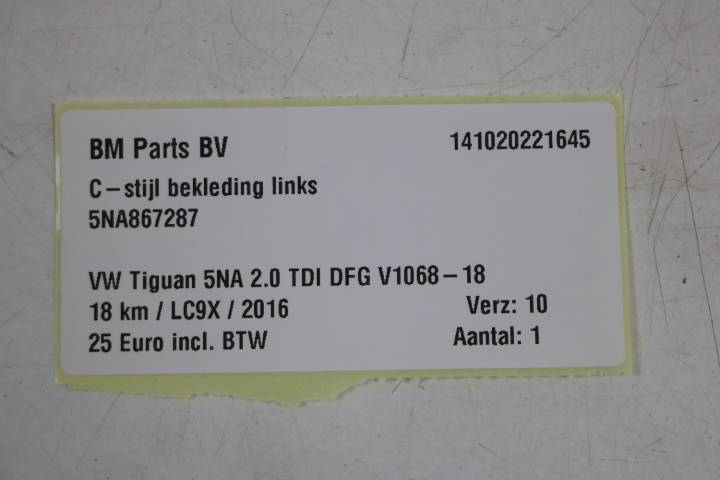 BM Parts BV 141020221645
C-stijl bekleding links
5NA867287
VW Tiguan 5NA 2.0 TDI DFG V1068-18
18 km / LC9X / 2016 Verz: 10
25 Euro incl. BTW Aantal: 1